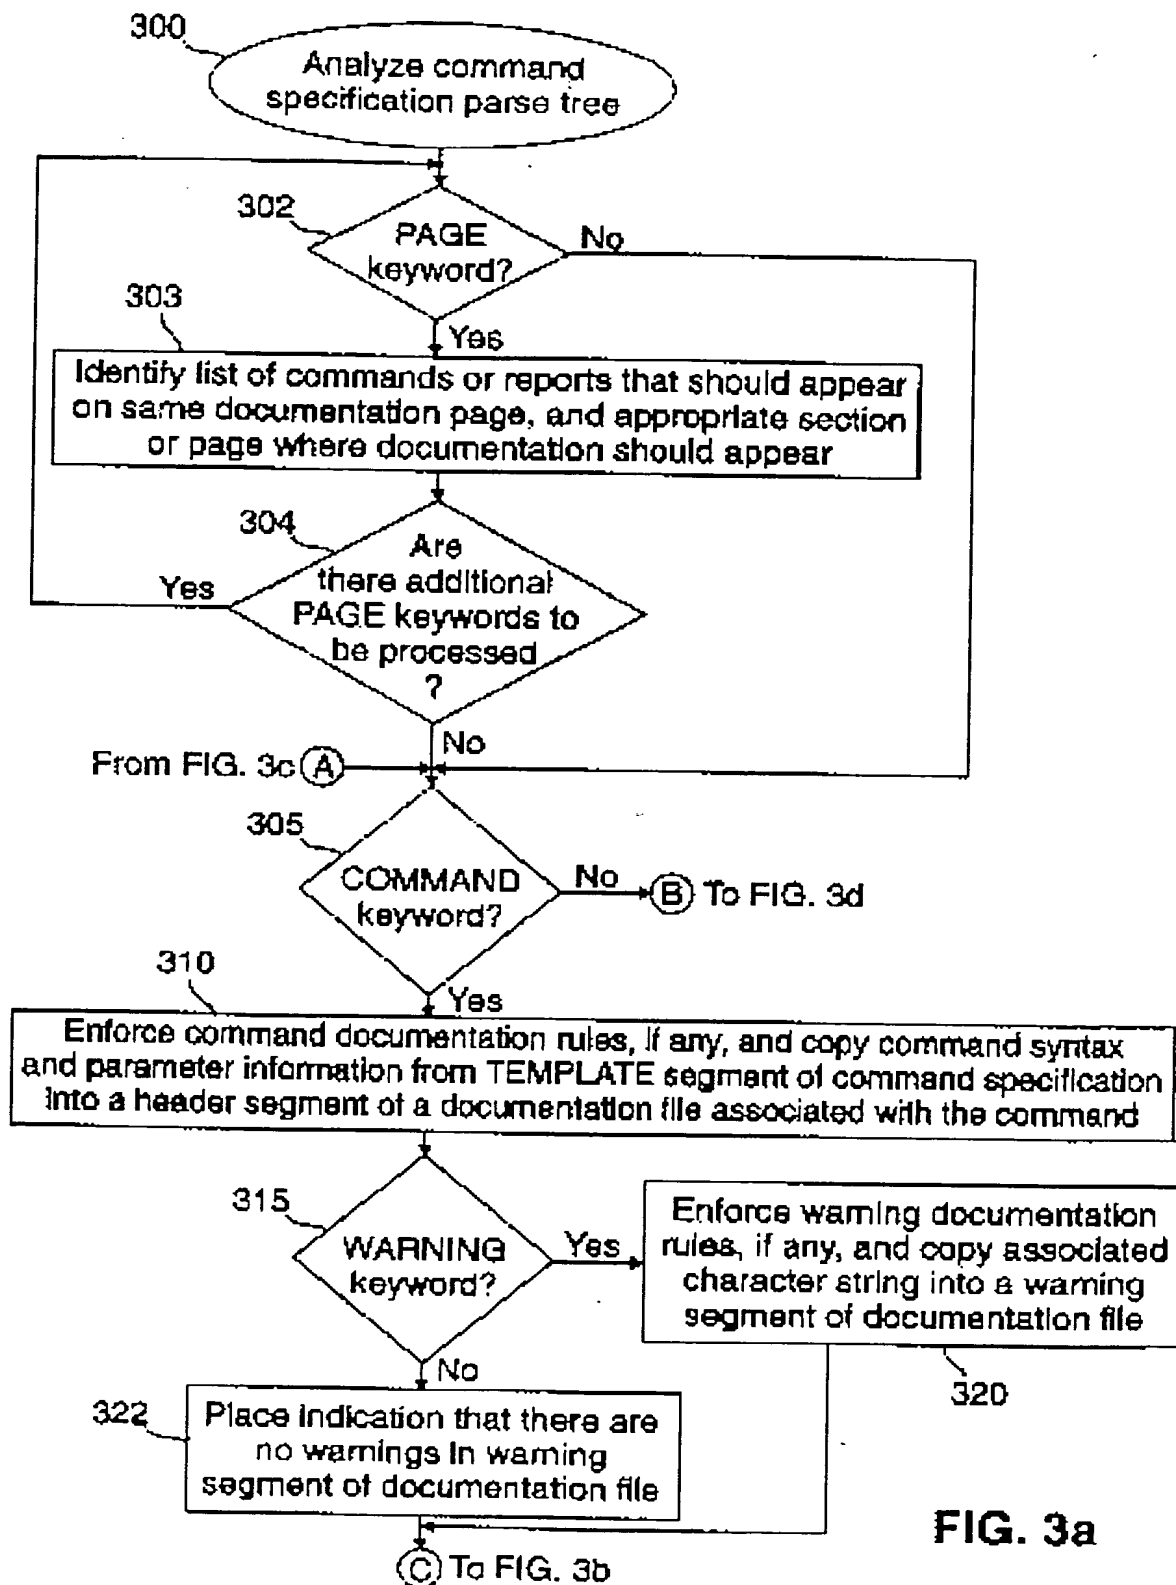 300
Analyze command
specification parse tree
302
PAGE
keyword?
No
303
Yes
Identify list of commands or reports that should appear
on same documentation page, and appropriate section
or page where documentation should appear
304
Are
there additional
PAGE keywords to
be processed
?
Yes
No
From FIG. 3c A
305
COMMAND
keyword?
No
B To FIG. 3d
310
Yes
Enforce command documentation rules, if any, and copy command syntax
and parameter information from TEMPLATE segment of command specification
into a header segment of a documentation file associated with the command
315
WARNING
keyword?
Yes
Enforce warning documentation
rules, if any, and copy associated
character string into a warning
segment of documentation file
320
No
322
Place indication that there are
no warnings in warning
segment of documentation file
C To FIG. 3b
FIG. 3a